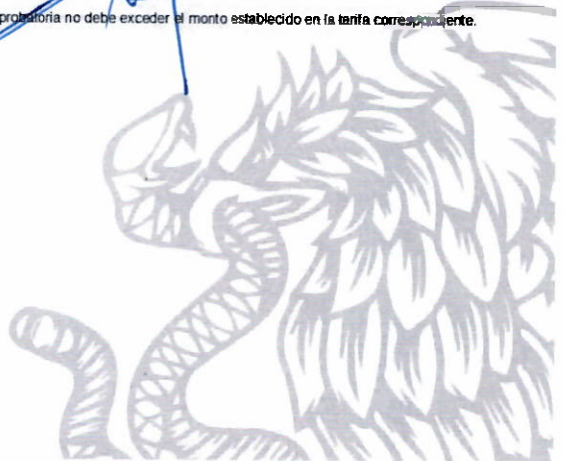 probatoria no debe exceder el monto establecido en la tarifa correspondiente.